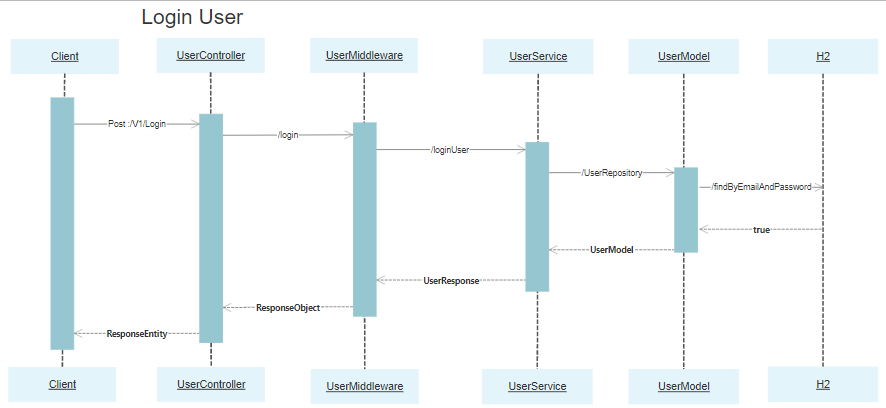 Login User
Client
UserController
UserMiddleware
UserService
UserModel
H2
Post :/V1/Login
/login
/loginUser
/UserRepository
/findByEmailAndPassword
true
UserModel
UserResponse
ResponseObject
ResponseEntity
Client
UserController
UserMiddleware
UserService
UserModel
H2